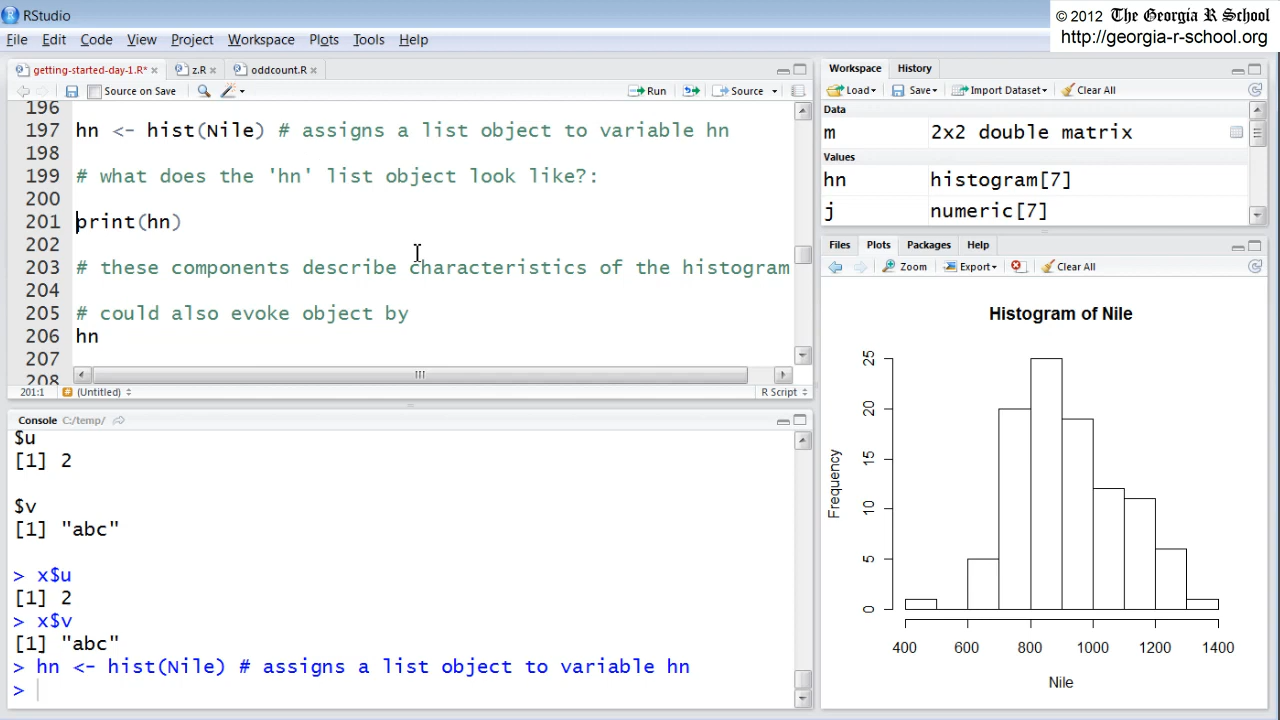 RStudio
© 2012 The Georgia R School
http://georgia-r-school.org
File Edit Code View Project Workspace Plots Tools Help
getting-started-day-1.R* × z.R × oddcount.R ×
Source on Save Run Source
196
197 hn <- hist(Nile) # assigns a list object to variable hn
198
199 # what does the 'hn' list object look like?:
200
201 print(hn)
202
203 # these components describe characteristics of the histogram
204
205 # could also evoke object by
206 hn
207
208
201:1 # (Untitled) R Script
Console C:/temp/
$u
[1] 2
$v
[1] "abc"
> x$u
[1] 2
> x$v
[1] "abc"
> hn <- hist(Nile) # assigns a list object to variable hn
>
Workspace History
Load Save Import Dataset Clear All
Data
m 2x2 double matrix
Values
hn histogram[7]
j numeric[7]
Files Plots Packages Help
Zoom Export Clear All
Histogram of Nile
Frequency
25
20
15
10
5
0
400 600 800 1000 1200 1400
Nile